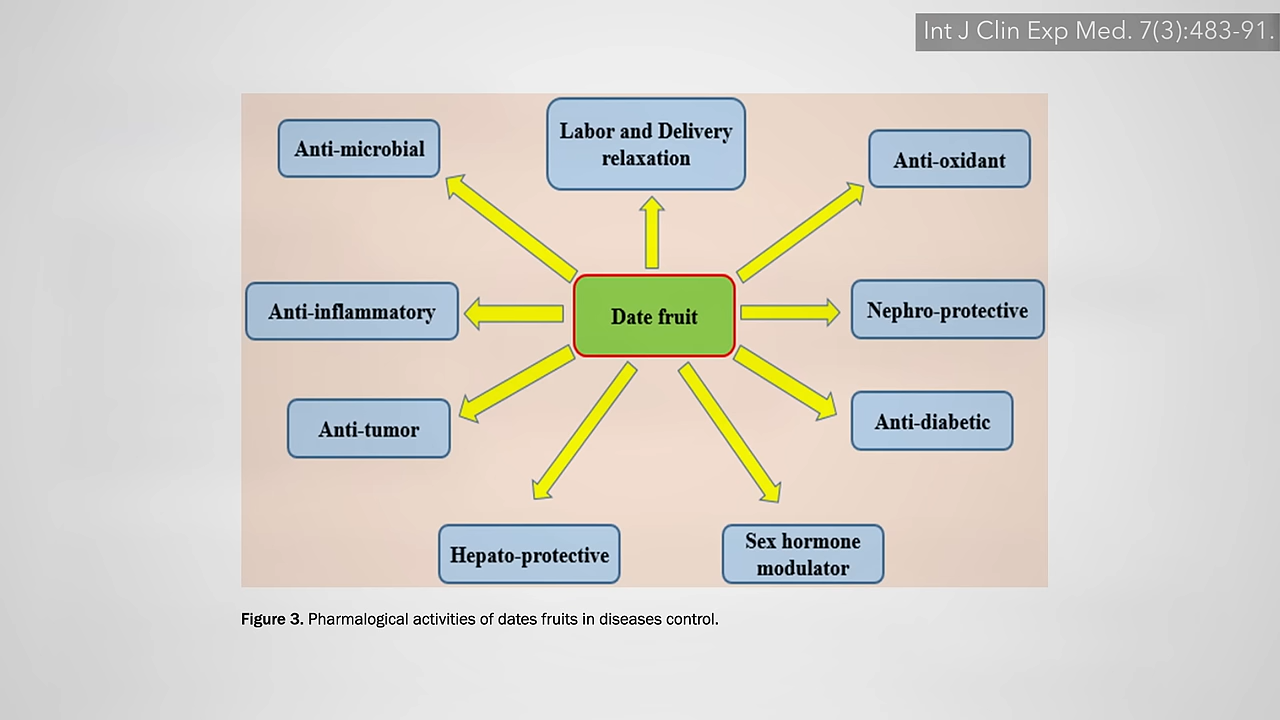 Int J Clin Exp Med. 7(3):483-91.
Labor and Delivery
relaxation
Anti-microbial
Anti-oxidant
Anti-inflammatory
Date fruit
Nephro-protective
Anti-tumor
Anti-diabetic
Hepato-protective
Sex hormone
modulator
Figure 3. Pharmalogical activities of dates fruits in diseases control.